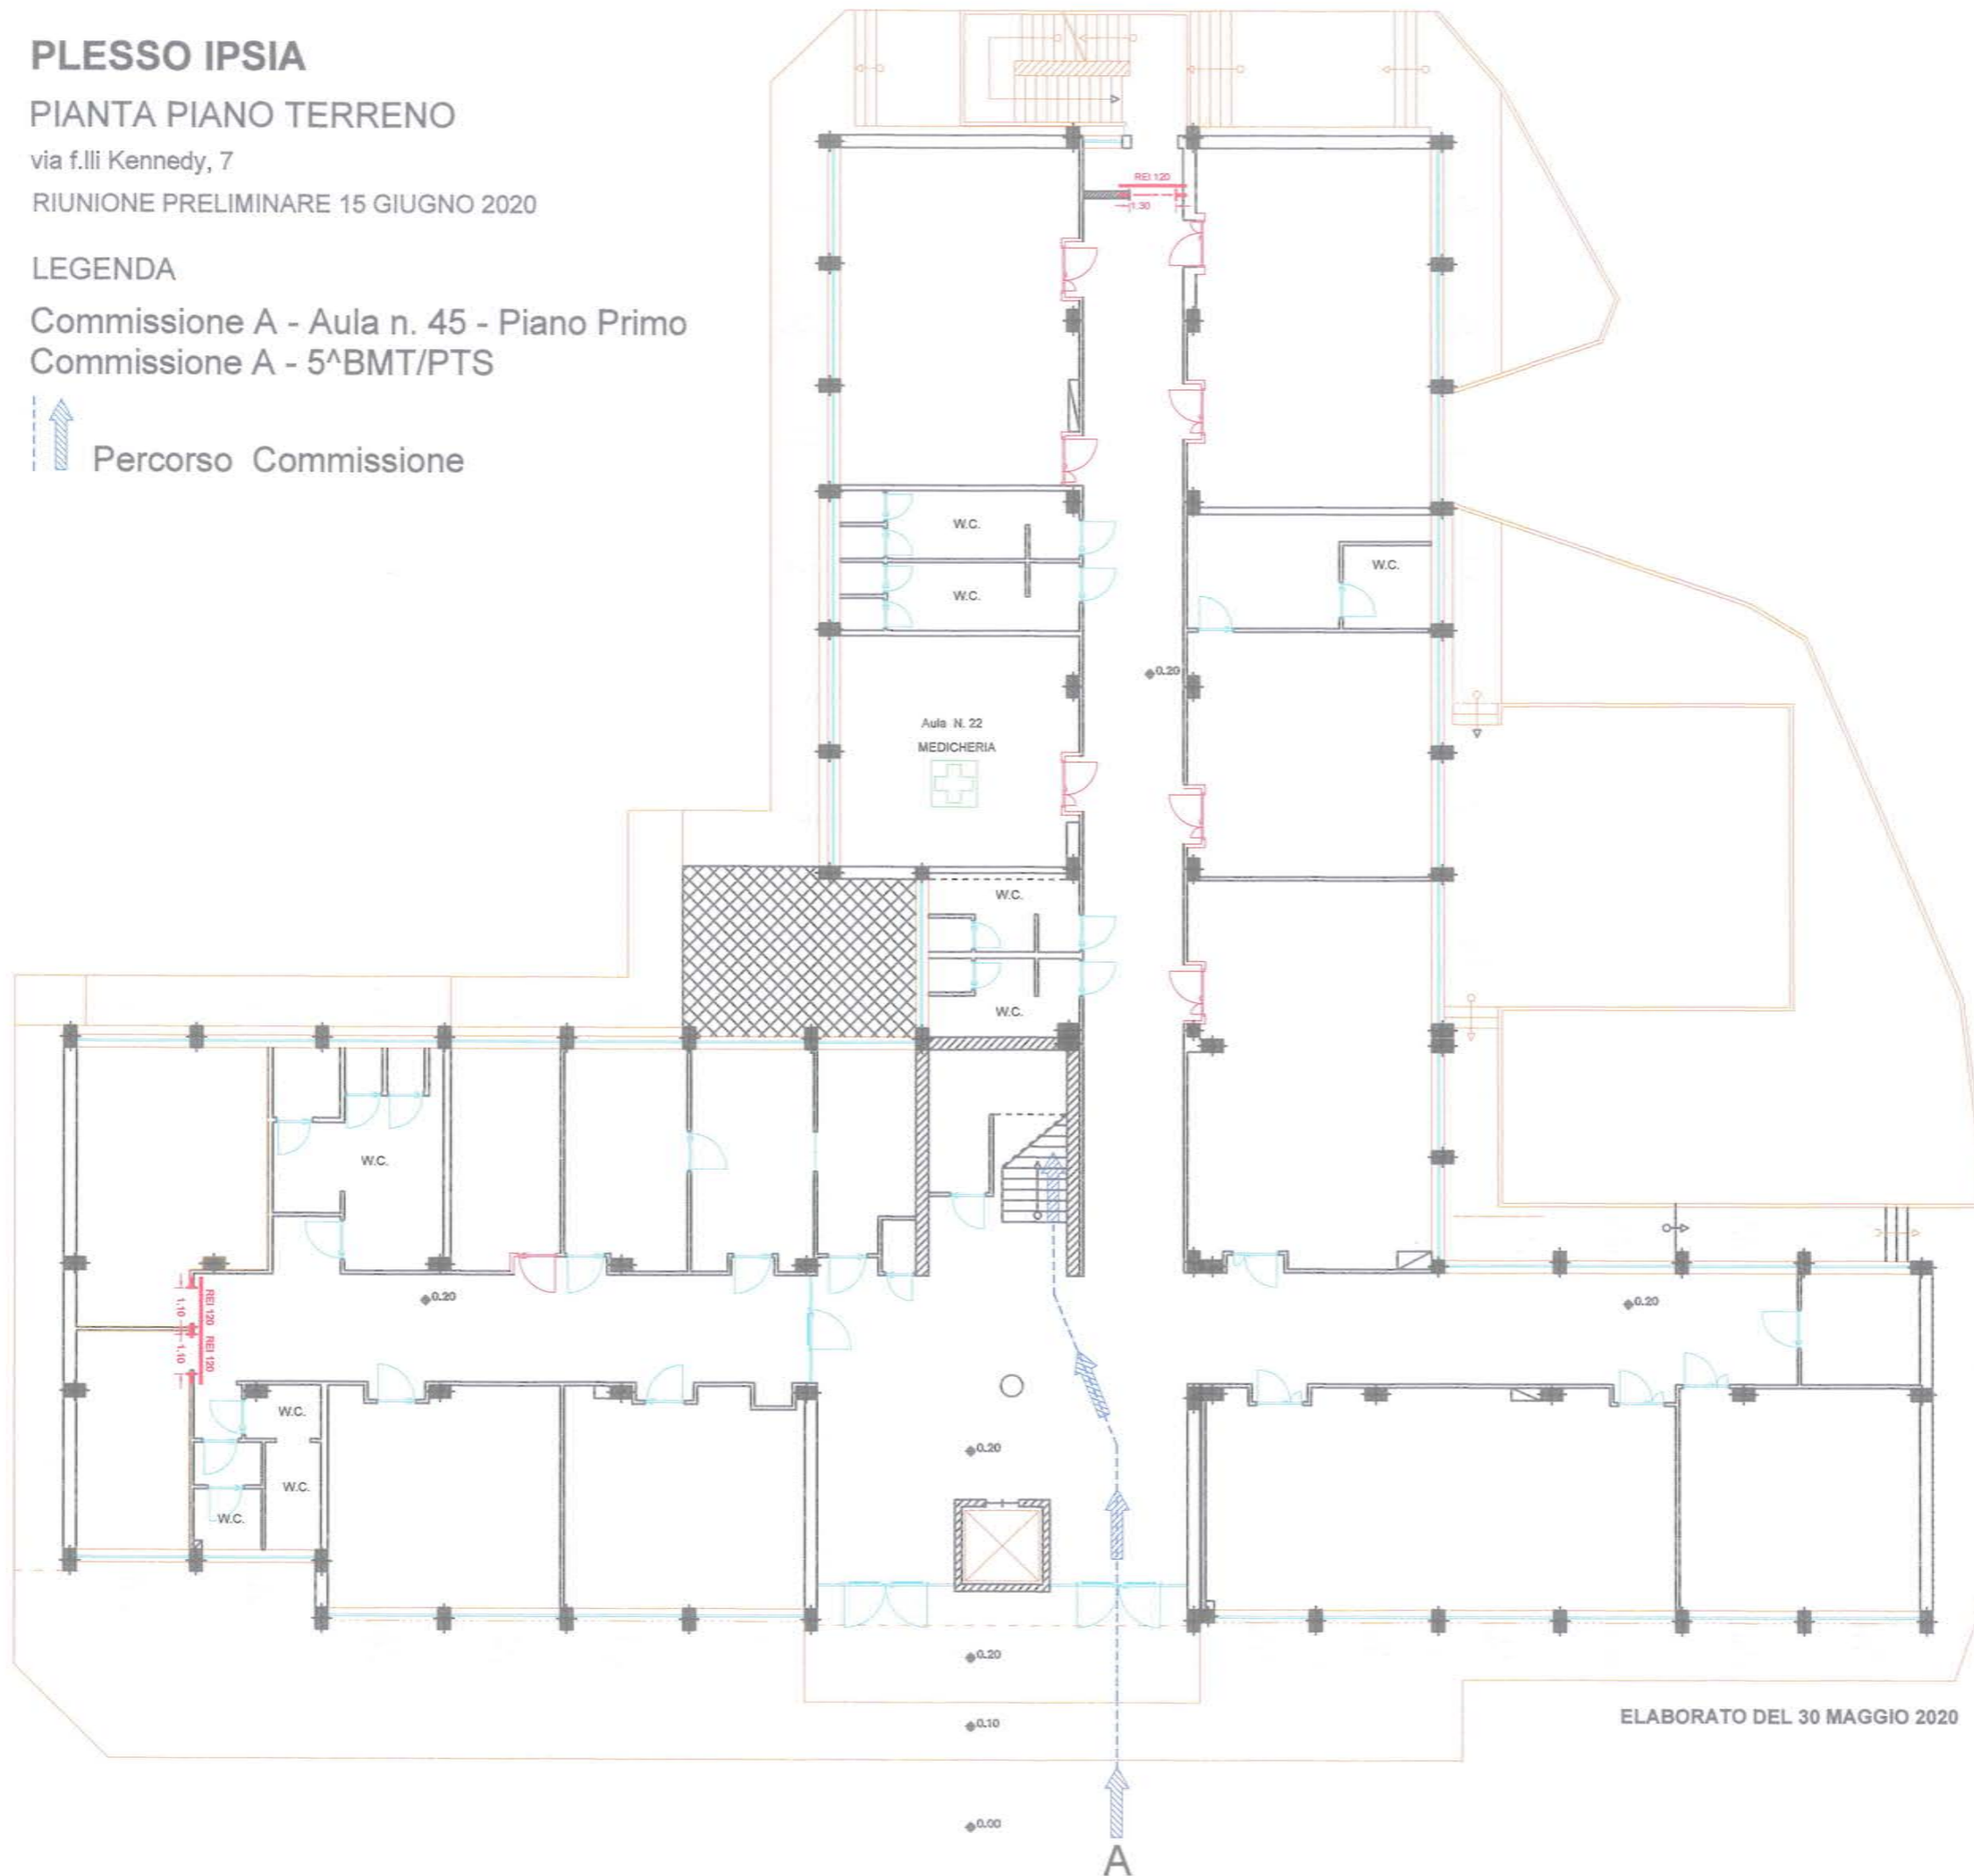 PLESSO IPSIA
PIANTA PIANO TERRENO
via f.lli Kennedy, 7
RIUNIONE PRELIMINARE 15 GIUGNO 2020
LEGENDA
Commissione A - Aula n. 45 - Piano Primo
Commissione A - 5^BMT/PTS
Percorso Commissione
REI 120
1.30
W.C.
W.C.
W.C.
0.20
Aula N. 22
MEDICHERIA
W.C.
W.C.
W.C.
REI 120
1.10
REI 120
1.10
0.20
0.20
W.C.
W.C.
W.C.
0.20
0.20
0.10
0.00
A
ELABORATO DEL 30 MAGGIO 2020